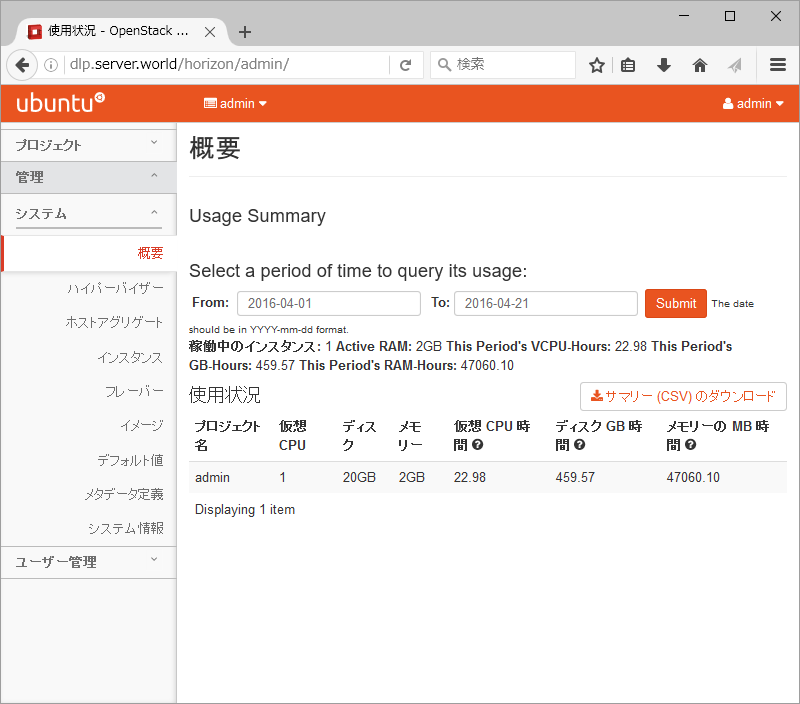 使用状況 - OpenStack ...
dlp.server.world/horizon/admin/
検索
ubuntu
admin
admin
プロジェクト
管理
システム
概要
ハイパーバイザー
ホストアグリゲート
インスタンス
フレーバー
イメージ
デフォルト値
メタデータ定義
システム情報
ユーザー管理
概要
Usage Summary
Select a period of time to query its usage:
From: 2016-04-01 To: 2016-04-21 Submit The date
should be in YYYY-mm-dd format.
稼働中のインスタンス: 1 Active RAM: 2GB This Period's VCPU-Hours: 22.98 This Period's
GB-Hours: 459.57 This Period's RAM-Hours: 47060.10
使用状況
サマリー (CSV) のダウンロード
プロジェクト名 仮想 CPU ディスク メモリー 仮想 CPU 時間 ディスク GB 時間 メモリーの MB 時間
admin 1 20GB 2GB 22.98 459.57 47060.10
Displaying 1 item